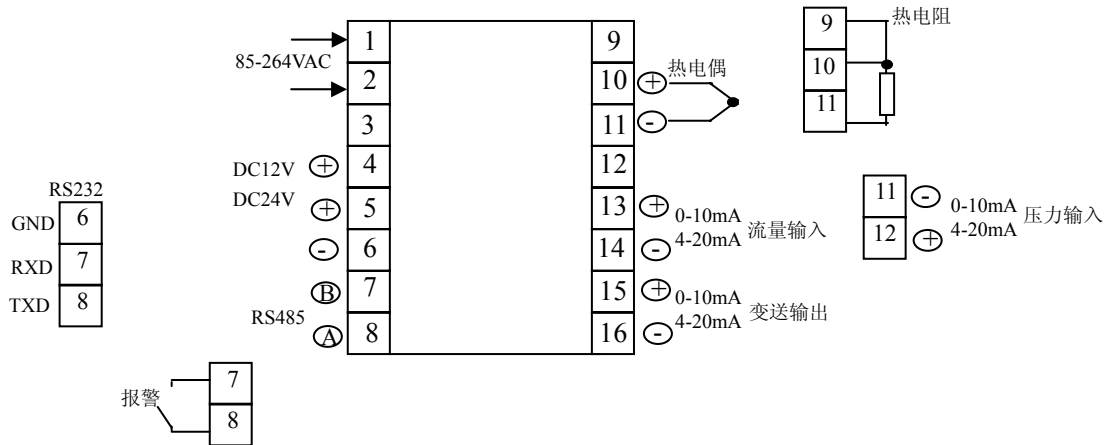 9 热电阻
10
11
1 9
85-264VAC
2 10 + 热电偶
3 11 -
DC12V + 4 12
DC24V + 5 13 + 0-10mA
- 6 14 - 4-20mA 流量输入
B 7 15 + 0-10mA
RS485
A 8 16 - 4-20mA 变送输出
RS232
GND 6
RXD 7
TXD 8
11 - 0-10mA
12 + 4-20mA 压力输入
报警
7
8